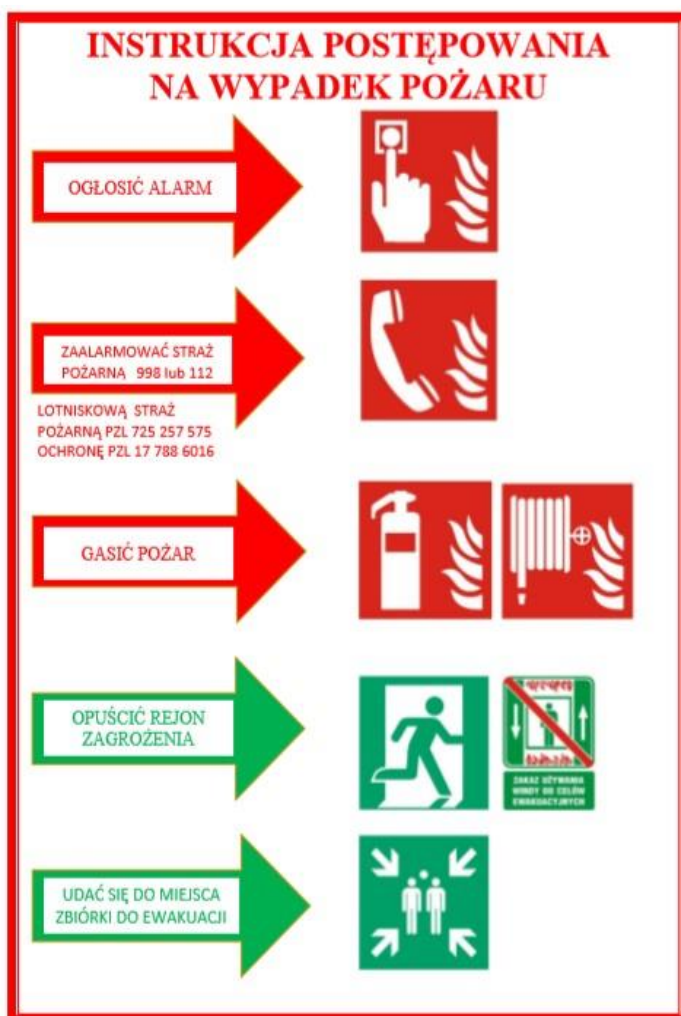 INSTRUKCJA POSTĘPOWANIA
NA WYPADEK POŻARU
OGŁOSIĆ ALARM
ZAALARMOWAĆ STRAŻ
POŻARNĄ 998 lub 112
LOTNISKOWĄ STRAŻ
POŻARNĄ PZL 725 257 575
OCHRONĘ PZL 17 788 6016
GASIĆ POŻAR
OPUŚCIĆ REJON
ZAGROŻENIA
ZAKAZ UŻYWANIA
WINDY DO CELÓW
EWAKUACYJNYCH
UDAĆ SIĘ DO MIEJSCA
ZBIÓRKI DO EWAKUACJI